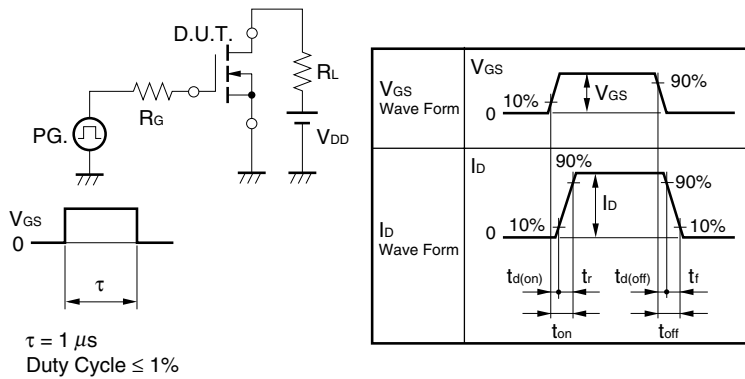 D.U.T.
RL
RG
PG.
VDD
VGS
0
τ
τ = 1 μs
Duty Cycle ≤ 1%
VGS
Wave Form
VGS
10%
0
VGS
90%
ID
Wave Form
ID
90%
90%
10%
0
ID
10%
td(on)
tr
td(off)
tf
ton
toff